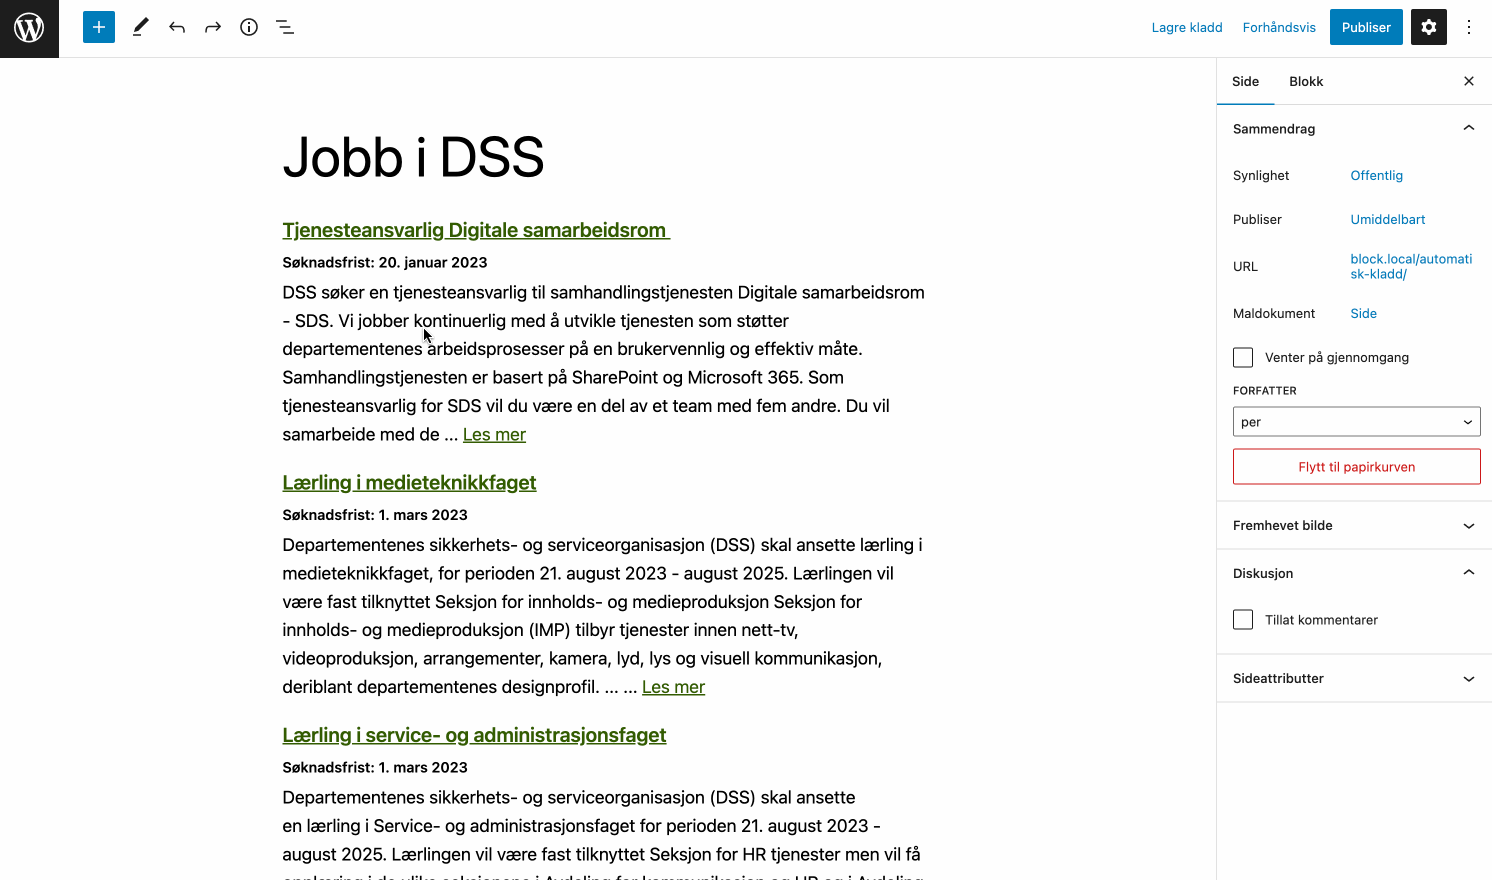 Lagre kladd Forhåndsvis Publiser
Jobb i DSS
Tjenesteansvarlig Digitale samarbeidsrom
Søknadsfrist: 20. januar 2023
DSS søker en tjenesteansvarlig til samhandlingstjenesten Digitale samarbeidsrom
- SDS. Vi jobber kontinuerlig med å utvikle tjenesten som støtter
departementenes arbeidsprosesser på en brukervennlig og effektiv måte.
Samhandlingstjenesten er basert på SharePoint og Microsoft 365. Som
tjenesteansvarlig for SDS vil du være en del av et team med fem andre. Du vil
samarbeide med de ... Les mer
Lærling i medieteknikkfaget
Søknadsfrist: 1. mars 2023
Departementenes sikkerhets- og serviceorganisasjon (DSS) skal ansette lærling i
medieteknikkfaget, for perioden 21. august 2023 - august 2025. Lærlingen vil
være fast tilknyttet Seksjon for innholds- og medieproduksjon Seksjon for
innholds- og medieproduksjon (IMP) tilbyr tjenester innen nett-tv,
videoproduksjon, arrangementer, kamera, lyd, lys og visuell kommunikasjon,
deriblant departementenes designprofil. ... ... Les mer
Lærling i service- og administrasjonsfaget
Søknadsfrist: 1. mars 2023
Departementenes sikkerhets- og serviceorganisasjon (DSS) skal ansette
en lærling i Service- og administrasjonsfaget for perioden 21. august 2023 -
august 2025. Lærlingen vil være fast tilknyttet Seksjon for HR tjenester men vil få
Side Blokk
Sammendrag
Synlighet Offentlig
Publiser Umiddelbart
URL block.local/automati
sk-kladd/
Maldokument Side
Venter på gjennomgang
FORFATTER
per
Flytt til papirkurven
Fremhevet bilde
Diskusjon
Tillat kommentarer
Sideattributter